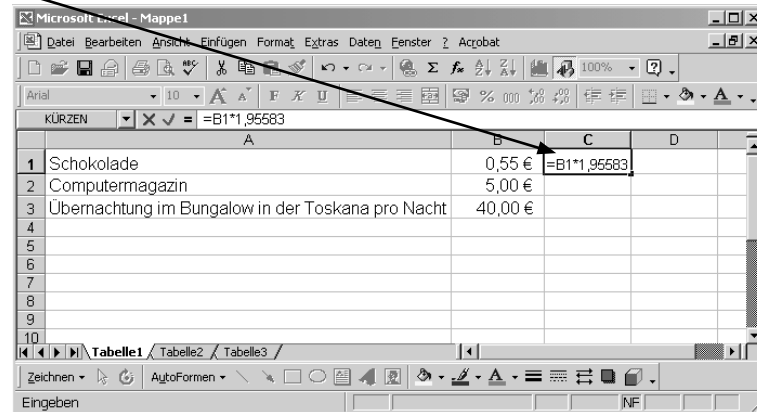 Microsoft Excel - Mappe1
Datei Bearbeiten Ansicht Einfügen Format Extras Daten Fenster ? Acrobat
ABC Σ fx 100%
Arial 10 A A F K U % 000 A
KÜRZEN =B1*1,95583
A B C D
1 Schokolade 0,55 € =B1*1,95583
2 Computermagazin 5,00 €
3 Übernachtung im Bungalow in der Toskana pro Nacht 40,00 €
4
5
6
7
8
9
10
Tabelle1 Tabelle2 Tabelle3
Zeichnen AutoFormen A
Eingeben NF